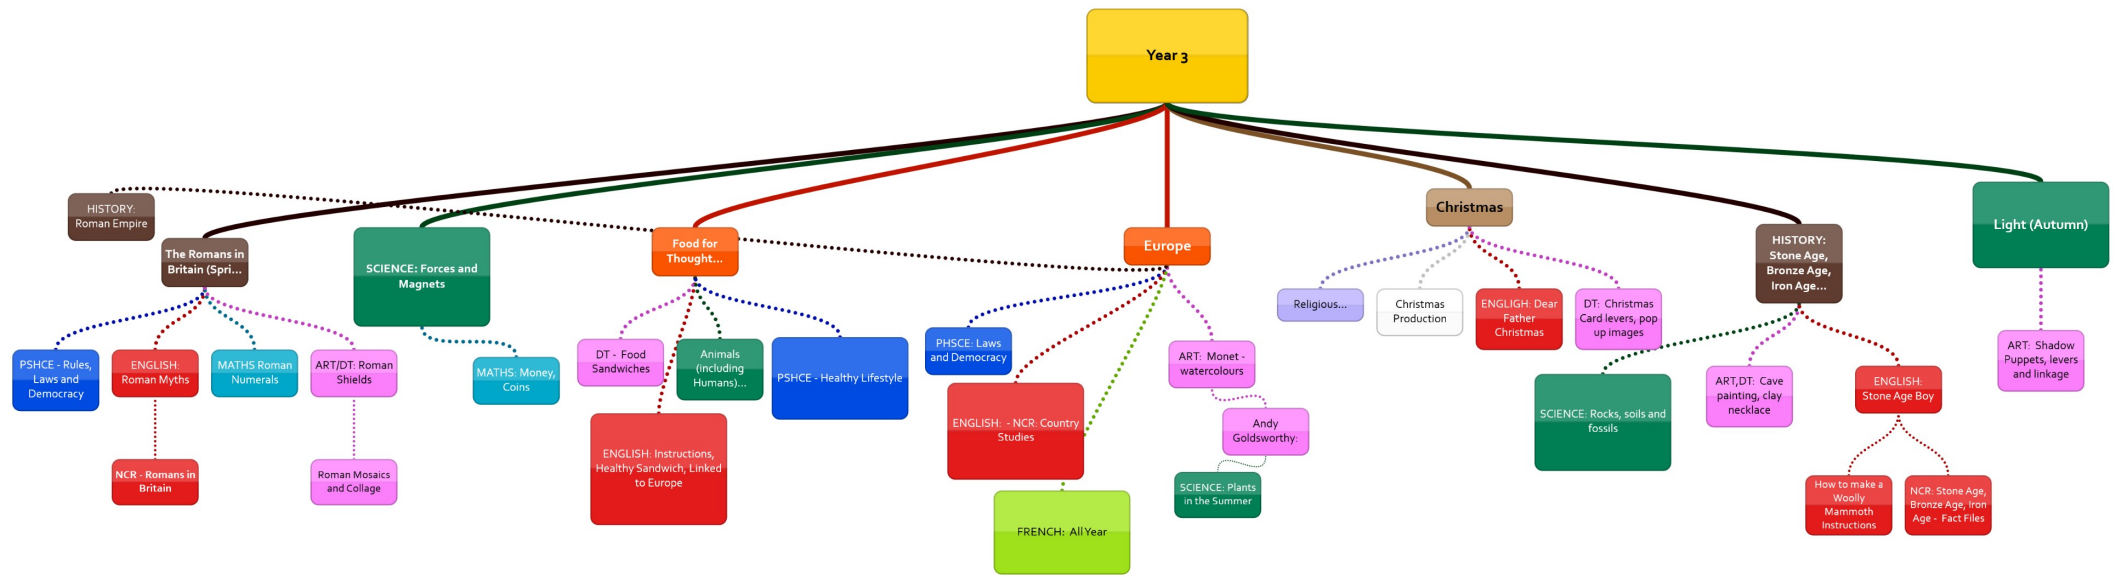 Year 3
HISTORY:
Roman Empire
The Romans in
Britain (Spri...
SCIENCE: Forces and
Magnets
Food for
Thought...
Europe
Christmas
HISTORY:
Stone Age,
Bronze Age,
Iron Age...
Light (Autumn)
PSHCE - Rules,
Laws and
Democracy
ENGLISH:
Roman Myths
MATHS Roman
Numerals
ART/DT: Roman
Shields
NCR - Romans in
Britain
Roman Mosaics
and Collage
MATHS: Money,
Coins
DT - Food
Sandwiches
Animals
(including
Humans)...
PSHCE - Healthy Lifestyle
ENGLISH: Instructions,
Healthy Sandwich, Linked
to Europe
PHSCE: Laws
and Democracy
ENGLISH:  - NCR: Country
Studies
FRENCH:  All Year
ART:  Monet -
watercolours
Andy
Goldsworthy:
SCIENCE: Plants
in the Summer
Religious...
Christmas
Production
ENGLIGH: Dear
Father
Christmas
DT:  Christmas
Card levers, pop
up images
SCIENCE: Rocks, soils and
fossils
ART,DT:  Cave
painting, clay
necklace
ENGLISH:
Stone Age Boy
How to make a
Woolly
Mammoth
Instructions
NCR: Stone Age,
Bronze Age, Iron
Age -  Fact Files
ART:  Shadow
Puppets, levers
and linkage